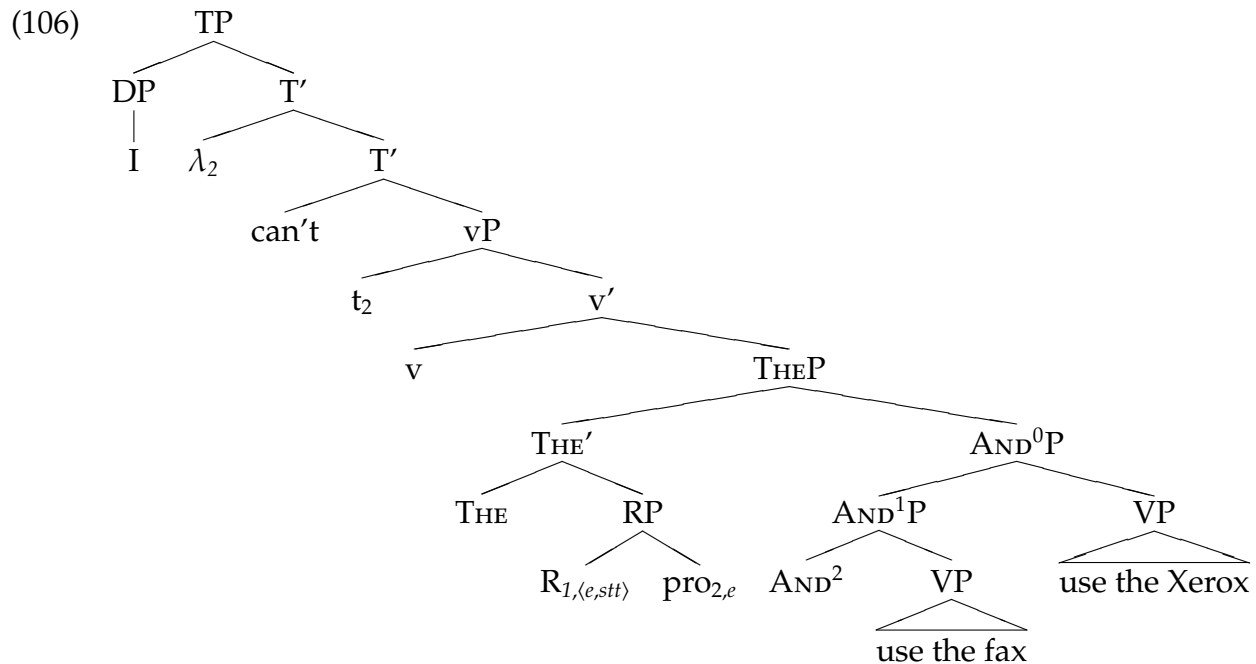 (106) TP
DP T′
I λ₂ T′
can't vP
t₂ v'
v THEP
THE′ AND⁰P
THE RP AND¹P VP
R₁,⟨e,stt⟩ pro₂,e AND² VP use the Xerox
use the fax